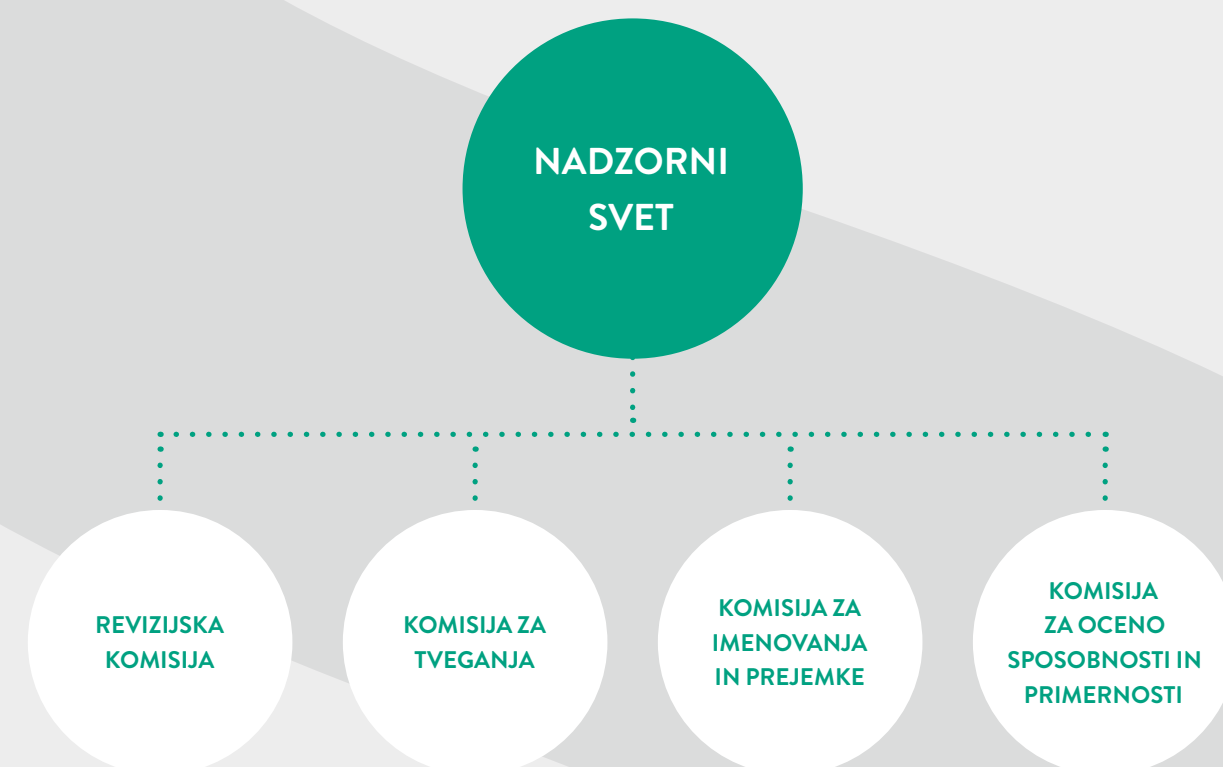 NADZORNI
SVET
REVIZIJSKA
KOMISIJA
KOMISIJA ZA
TVEGANJA
KOMISIJA ZA
IMENOVANJA
IN PREJEMKE
KOMISIJA
ZA OCENO
SPOSOBNOSTI IN
PRIMERNOSTI